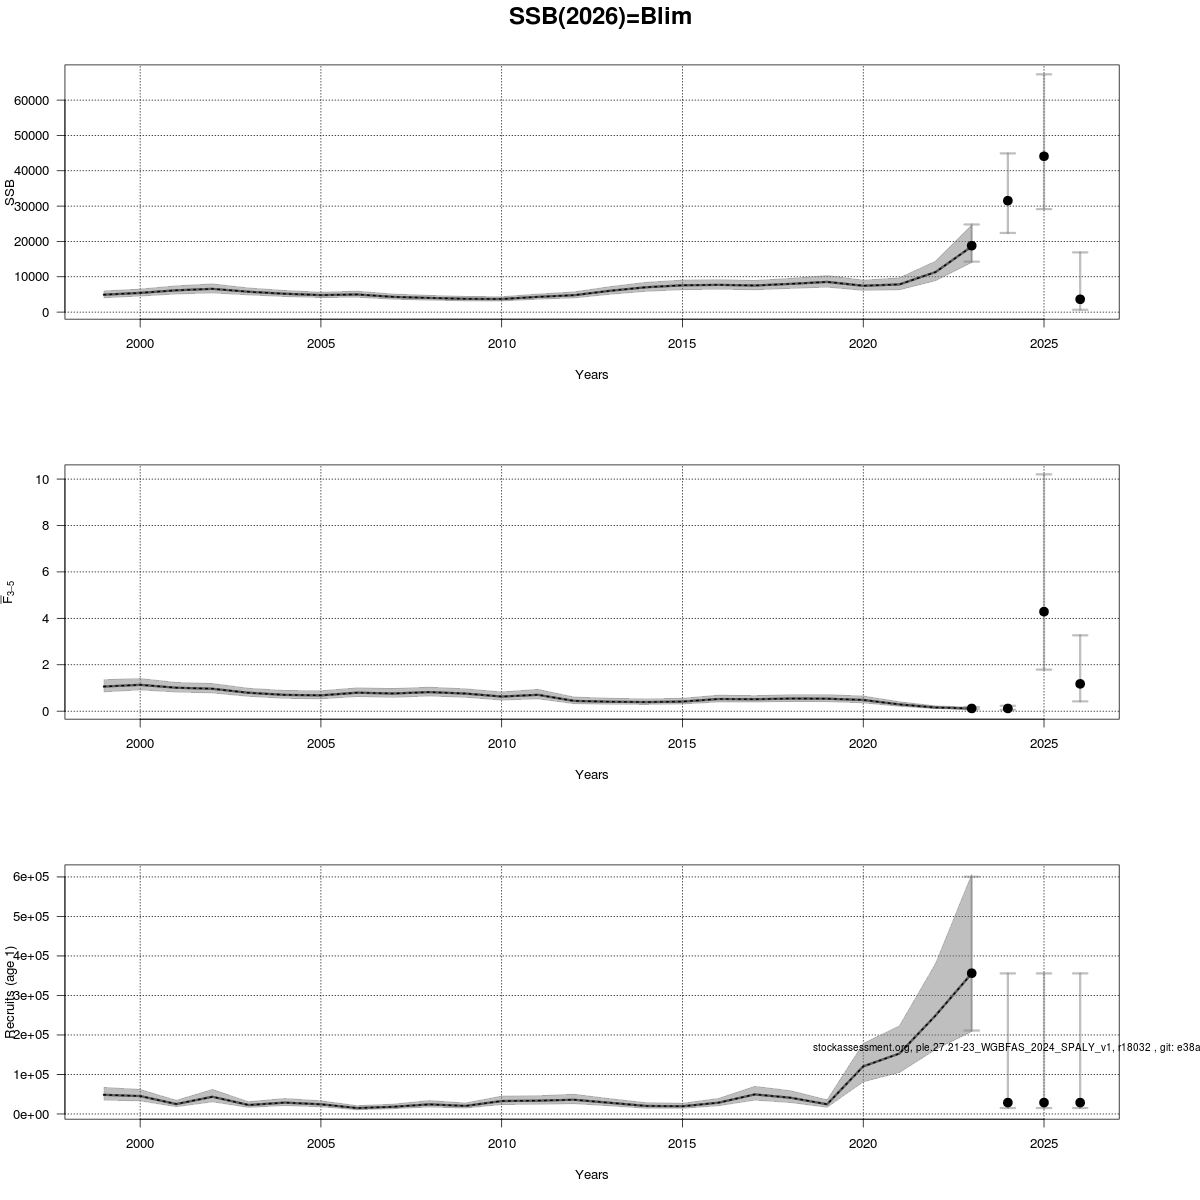 SSB(2026)=Blim
SSB
60000
50000
40000
30000
20000
10000
0
2000 2005 2010 2015 2020 2025
Years
F̅3−5
10
8
6
4
2
0
2000 2005 2010 2015 2020 2025
Years
Recruits (age 1)
6e+05
5e+05
4e+05
3e+05
2e+05
1e+05
0e+00
stockassessment.org, ple.27.21-23_WGBFAS_2024_SPALY_v1, r18032 , git: e38a
2000 2005 2010 2015 2020 2025
Years